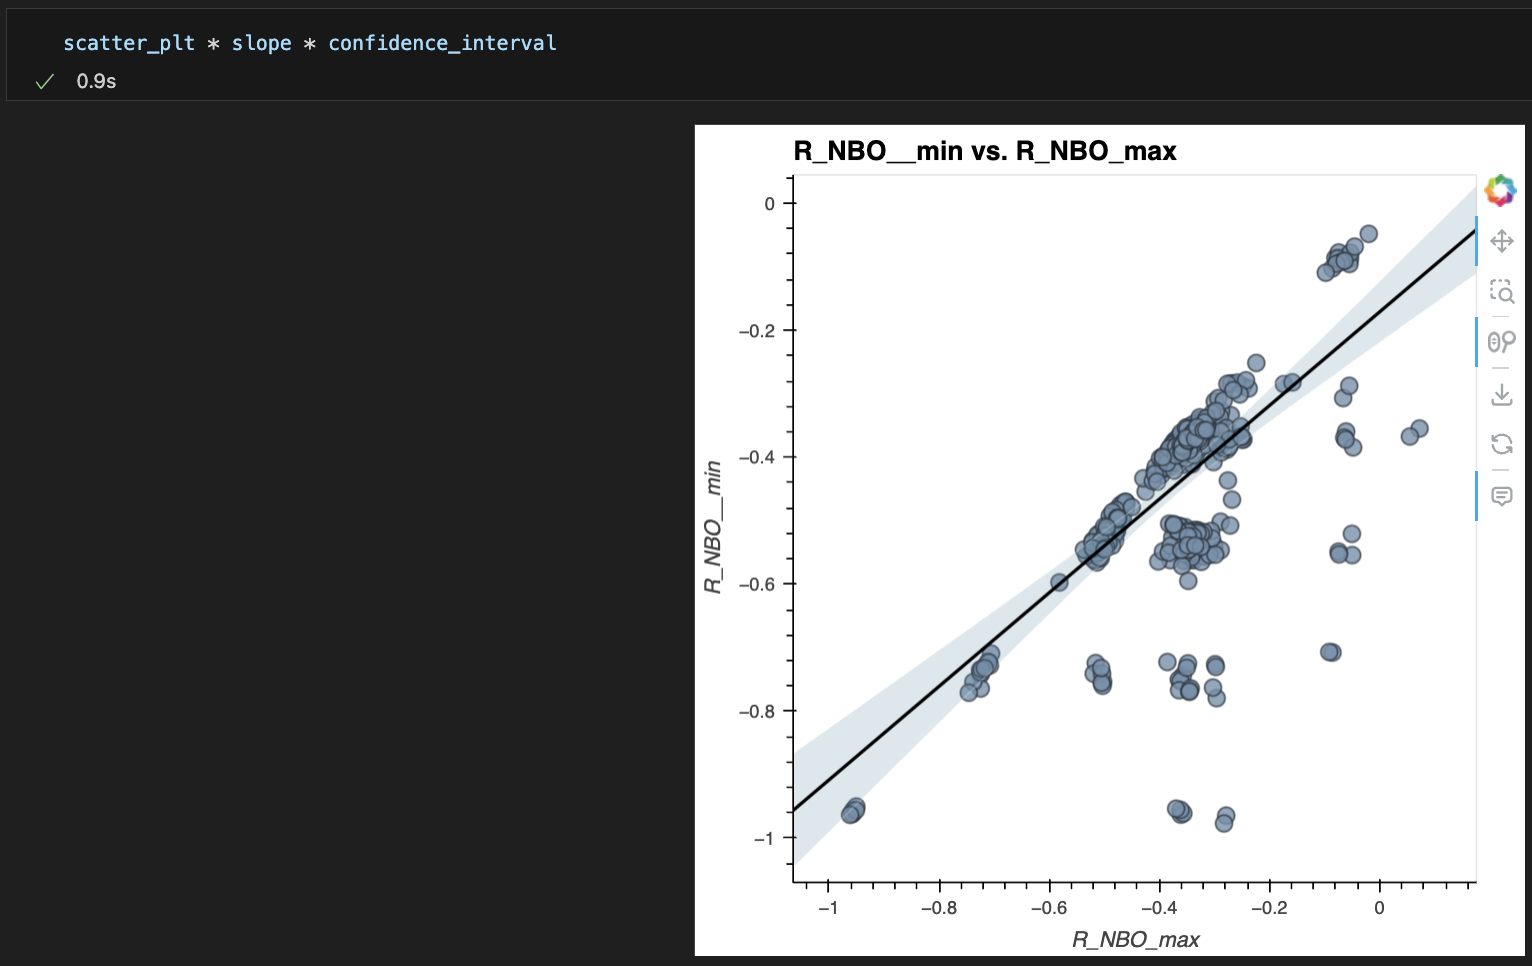 scatter_plt * slope * confidence_interval
0.9s
R_NBO__min vs. R_NBO_max
0
−0.2
−0.4
−0.6
−0.8
−1
R_NBO__min
−1
−0.8
−0.6
−0.4
−0.2
0
R_NBO_max